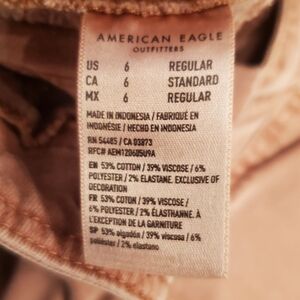 AMERICAN EAGLE
OUTFITTERS
US 6 REGULAR
CA 6 STANDARD
MX 6 REGULAR
MADE IN INDONESIA / FABRIQUÉ EN
INDONÉSIE / HECHO EN INDONESIA
RN 54485 / CA 03873
RFC# AEM120605U9A
EN 53% COTTON / 39% VISCOSE / 6%
POLYESTER / 2% ELASTANE. EXCLUSIVE OF
DECORATION
FR 53% COTON / 39% VISCOSE /
6% POLYESTER / 2% ÉLASTHANNE. À
L'EXCEPTION DE LA GARNITURE
SP 53% algodón / 39% viscosa / 6%
poliéster / 2% elastano